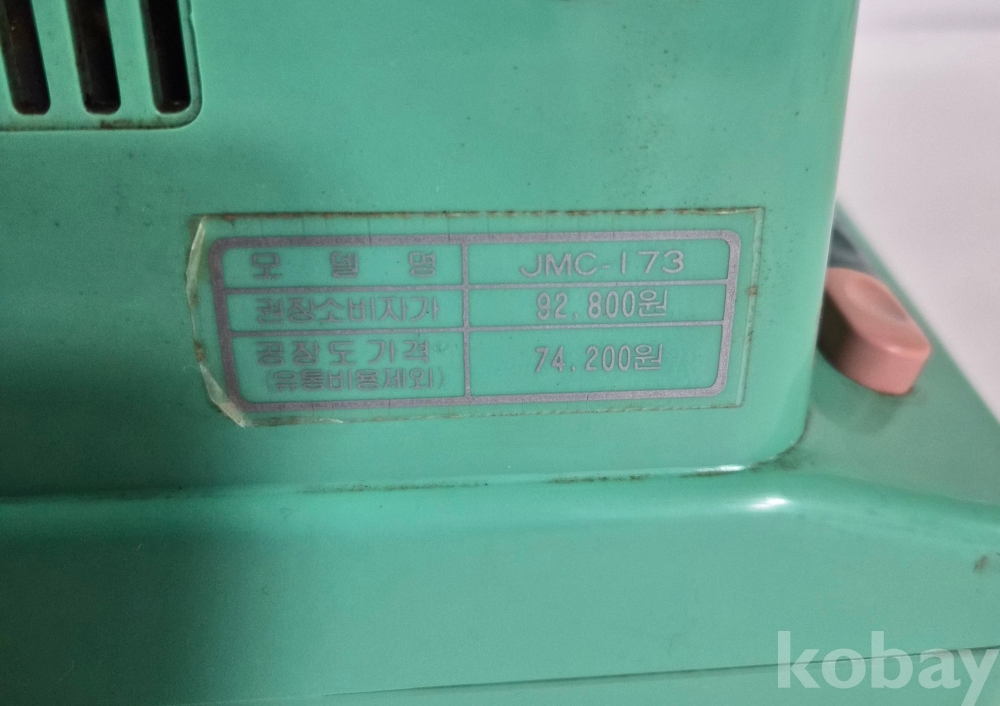 모델명 JMC-173
권장소비자가 92,800원
공장도가격 74,200원
(유통비용제외)
kobay